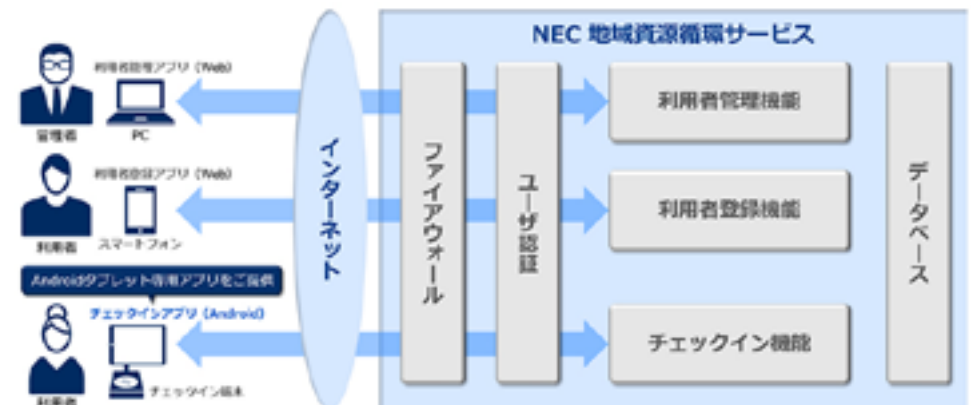 NEC 地域資源循環サービス
利用者管理アプリ（Web）
管理者
PC
利用者登録アプリ（Web）
利用者
スマートフォン
Androidタブレット専用アプリをご提供
チェックインアプリ（Android）
利用者
チェックイン端末
インターネット
ファイアウォール
ユーザ認証
利用者管理機能
利用者登録機能
チェックイン機能
データベース